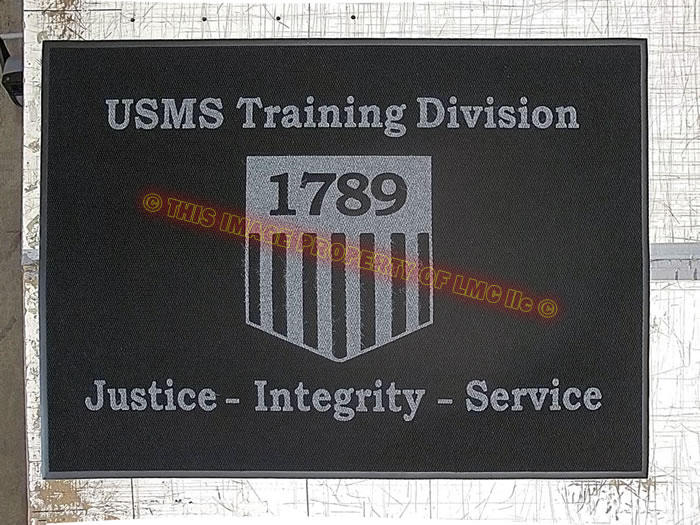 USMS Training Division
1789
© THIS IMAGE PROPERTY OF LMC llc ©
Justice - Integrity - Service